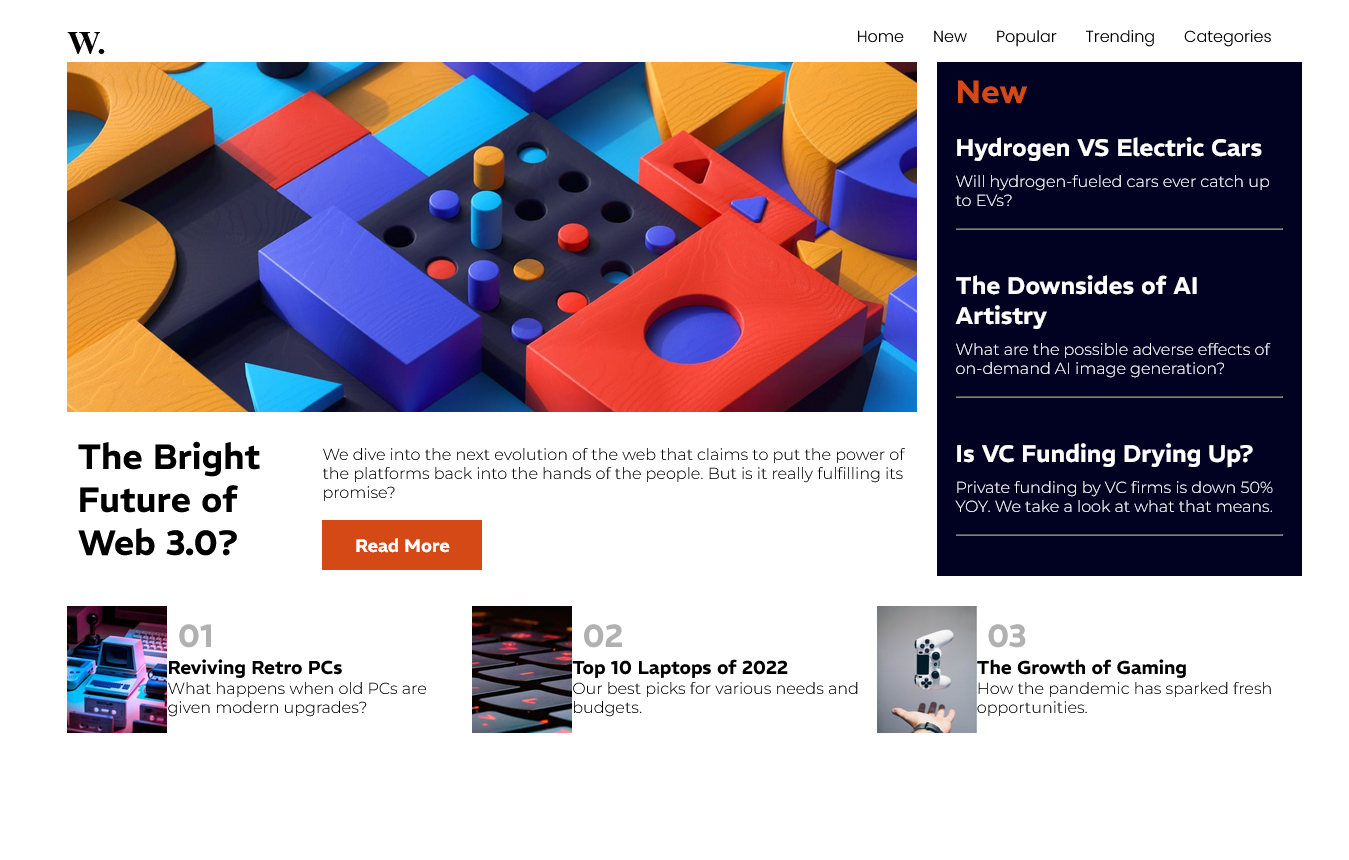 W.
Home New Popular Trending Categories
New
Hydrogen VS Electric Cars
Will hydrogen-fueled cars ever catch up
to EVs?
The Downsides of AI
Artistry
What are the possible adverse effects of
on-demand AI image generation?
Is VC Funding Drying Up?
Private funding by VC firms is down 50%
YOY. We take a look at what that means.
The Bright
Future of
Web 3.0?
We dive into the next evolution of the web that claims to put the power of
the platforms back into the hands of the people. But is it really fulfilling its
promise?
Read More
01
Reviving Retro PCs
What happens when old PCs are
given modern upgrades?
02
Top 10 Laptops of 2022
Our best picks for various needs and
budgets.
03
The Growth of Gaming
How the pandemic has sparked fresh
opportunities.